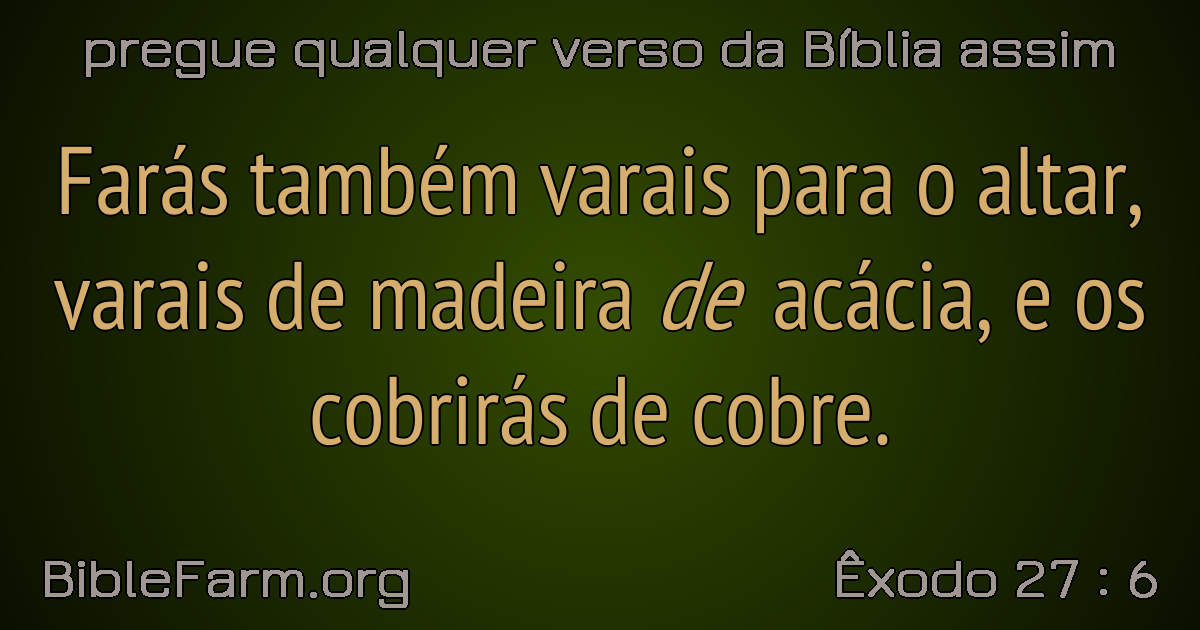 pregue qualquer verso da Bíblia assim
Farás também varais para o altar,
varais de madeira de acácia, e os
cobrirás de cobre.
BibleFarm.org
Êxodo 27 : 6